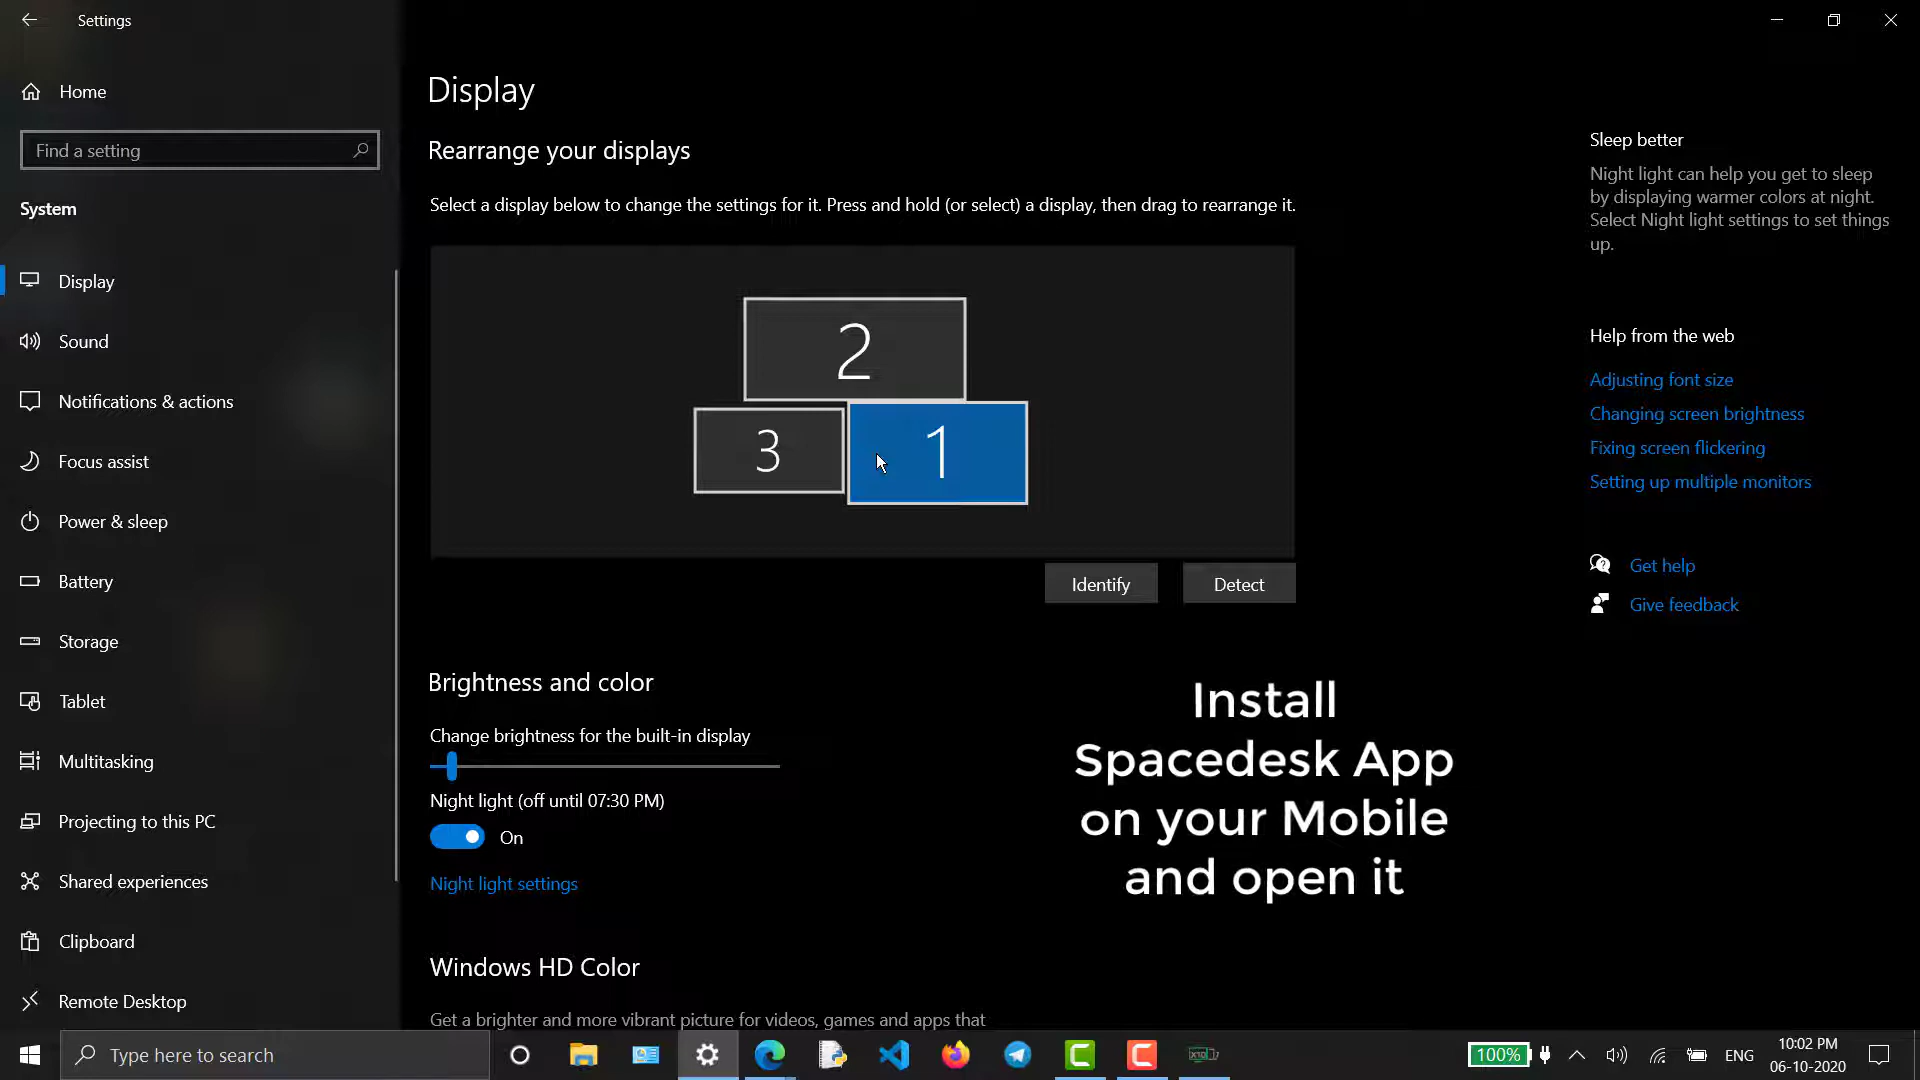 Settings
Home
Find a setting
System
Display
Sound
Notifications & actions
Focus assist
Power & sleep
Battery
Storage
Tablet
Multitasking
Projecting to this PC
Shared experiences
Clipboard
Remote Desktop
Display
Rearrange your displays
Select a display below to change the settings for it. Press and hold (or select) a display, then drag to rearrange it.
2
3
1
Identify
Detect
Brightness and color
Change brightness for the built-in display
Night light (off until 07:30 PM)
On
Night light settings
Windows HD Color
Get a brighter and more vibrant picture for videos, games and apps that
Install
Spacedesk App
on your Mobile
and open it
Sleep better
Night light can help you get to sleep
by displaying warmer colors at night.
Select Night light settings to set things
up.
Help from the web
Adjusting font size
Changing screen brightness
Fixing screen flickering
Setting up multiple monitors
Get help
Give feedback
Type here to search
100%
ENG
10:02 PM
06-10-2020